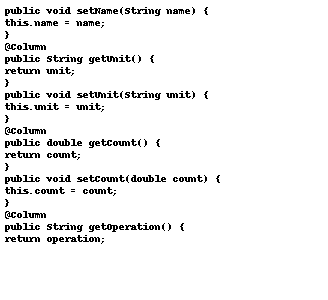 public void setName(String name) {
this.name = name;
}
@Column
public String getUnit() {
return unit;
}
public void setUnit(String unit) {
this.unit = unit;
}
@Column
public double getCount() {
return count;
}
public void setCount(double count) {
this.count = count;
}
@Column
public String getOperation() {
return operation;